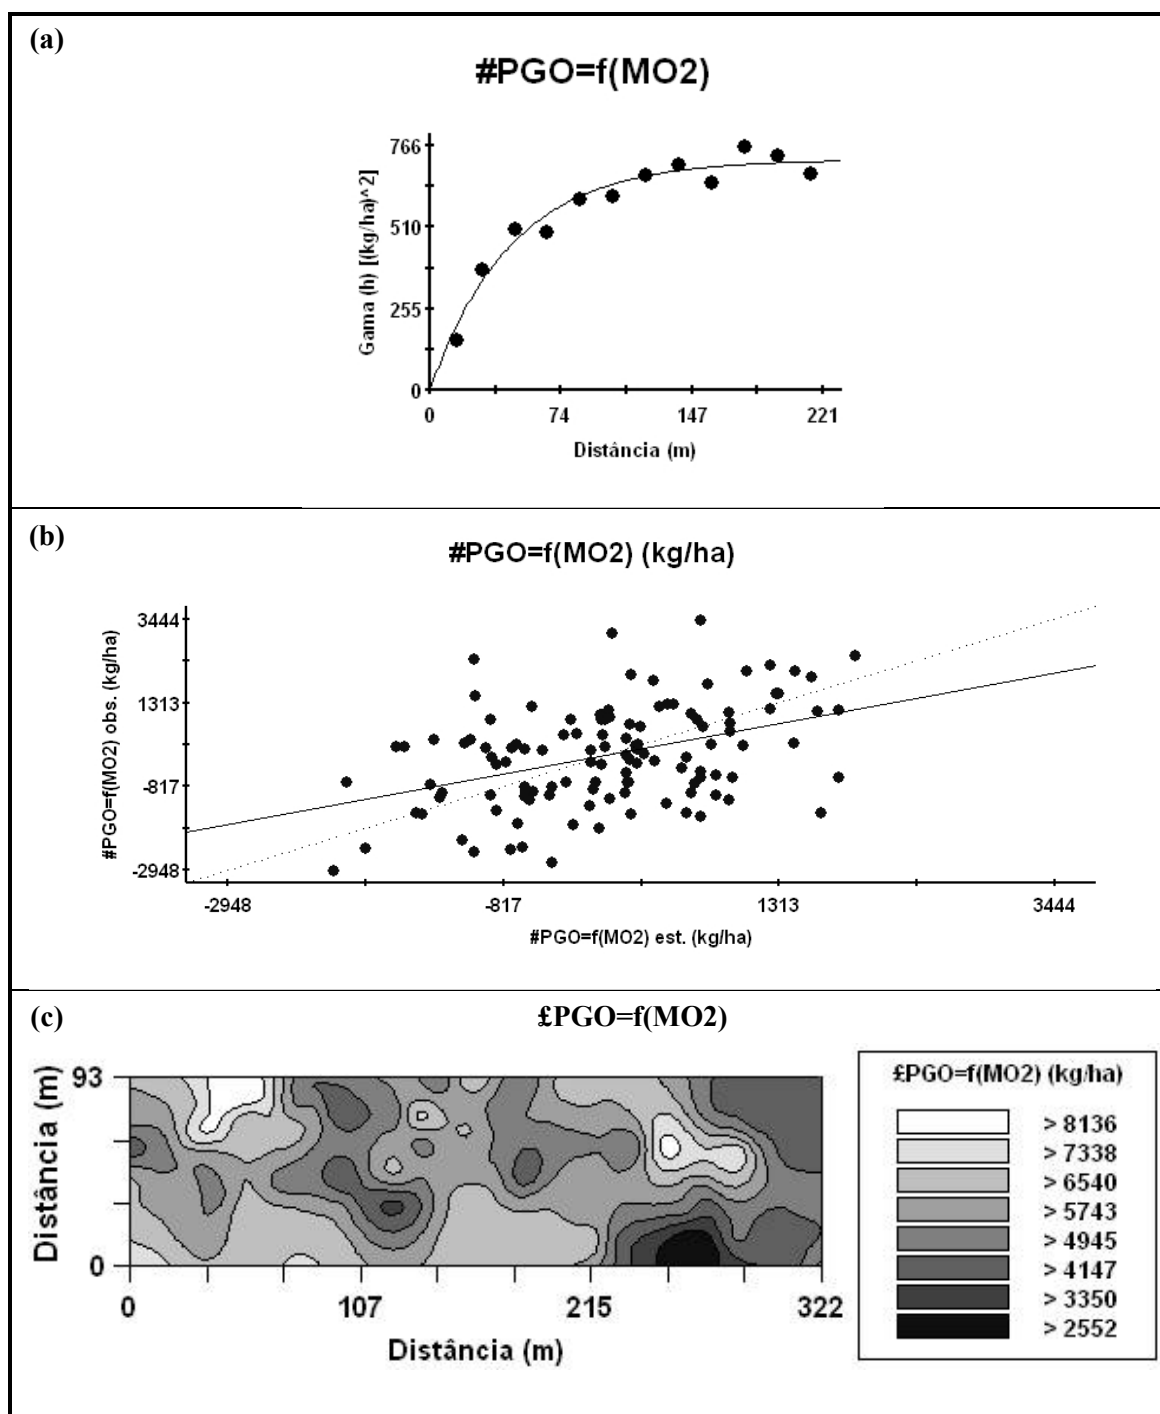 (a)
#PGO=f(MO2)
766
510
255
0
Gama (h) [(kg/ha)^2]
0 74 147 221
Distância (m)
(b)
#PGO=f(MO2) (kg/ha)
3444
1313
-817
-2948
#PGO=f(MO2) obs. (kg/ha)
-2948 -817 1313 3444
#PGO=f(MO2) est. (kg/ha)
(c)
£PGO=f(MO2)
93
0
Distância (m)
0 107 215 322
Distância (m)
£PGO=f(MO2) (kg/ha)
> 8136
> 7338
> 6540
> 5743
> 4945
> 4147
> 3350
> 2552